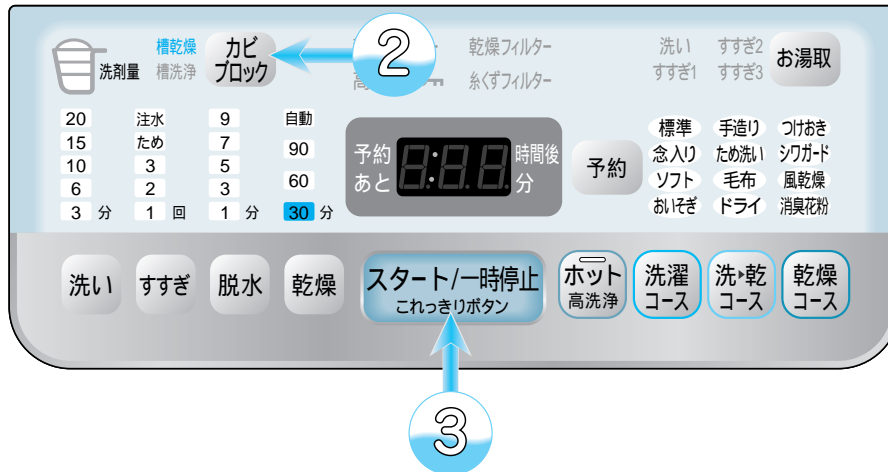 槽乾燥
槽洗浄
洗剤量
カビ
ブロック
2
乾燥フィルター
糸くずフィルター
洗い すすぎ2
すすぎ1 すすぎ3
お湯取
20 注水 9 自動
15 ため 7 90
10 3 5
6 2 3 60
3 分 1 回 1 分 30 分
予約 8:88 時間後
あと 分
予約
標準 手造り つけおき
念入り ため洗い シワガード
ソフト 毛布 風乾燥
おいそぎ ドライ 消臭花粉
洗い
すすぎ
脱水
乾燥
スタート/一時停止
これっきりボタン
ホット
高洗浄
洗濯
コース
洗▸乾
コース
乾燥
コース
3